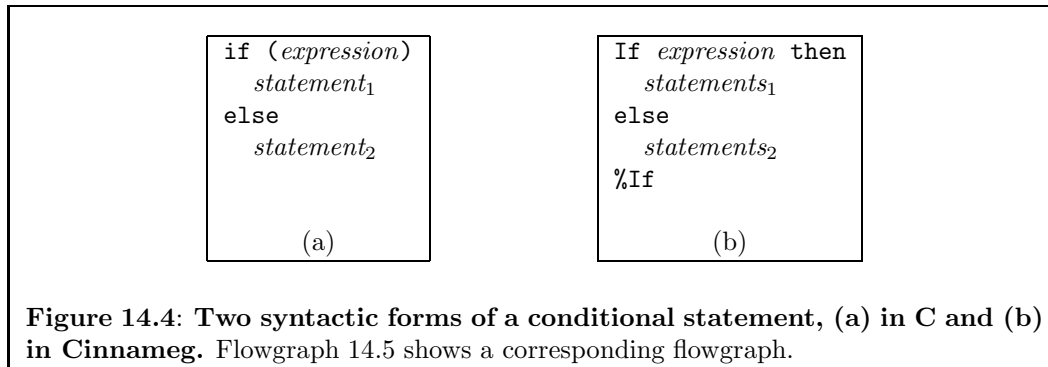 if (expression)
statement₁
else
statement₂
(a)
If expression then
statements₁
else
statements₂
%If
(b)
Figure 14.4: Two syntactic forms of a conditional statement, (a) in C and (b)
in Cinnameg. Flowgraph 14.5 shows a corresponding flowgraph.